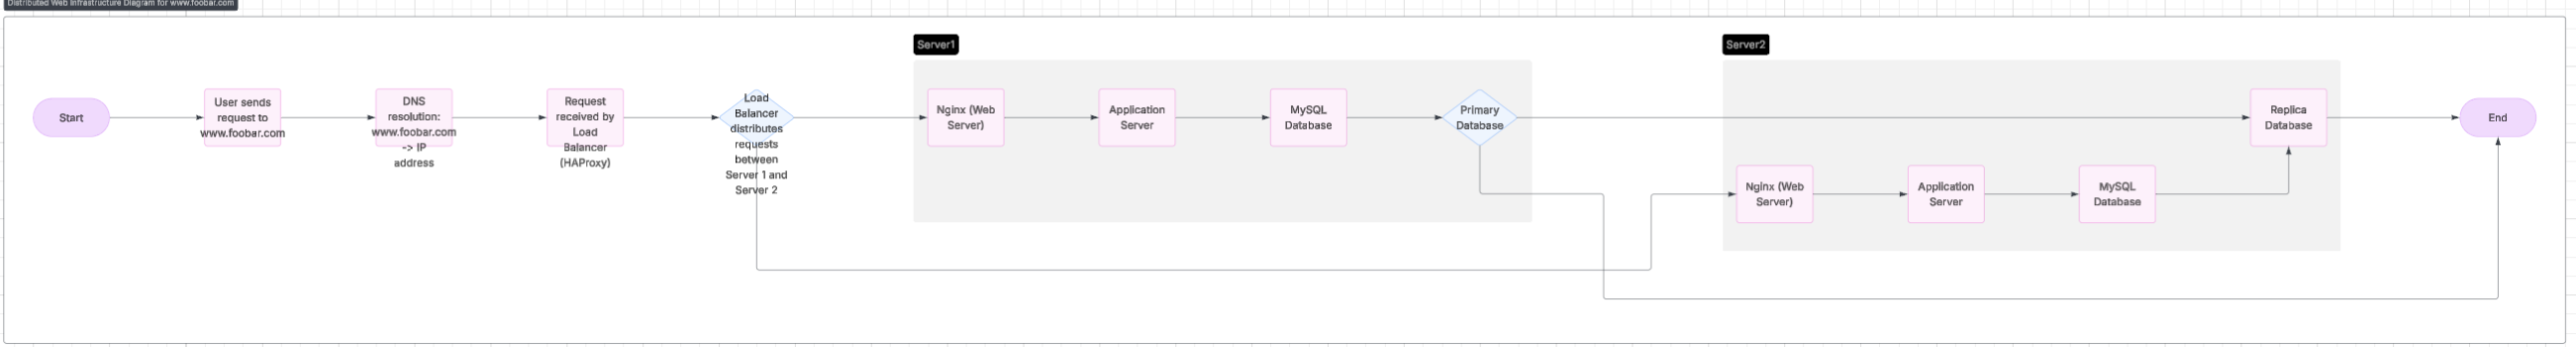 Distributed Web Infrastructure Diagram for www.foobar.com
Server1
Server2
Start
User sends
request to
www.foobar.com
DNS
resolution:
www.foobar.com
-> IP
address
Request
received by
Load
Balancer
(HAProxy)
Load
Balancer
distributes
requests
between
Server 1 and
Server 2
Nginx (Web
Server)
Application
Server
MySQL
Database
Primary
Database
Replica
Database
End
Nginx (Web
Server)
Application
Server
MySQL
Database